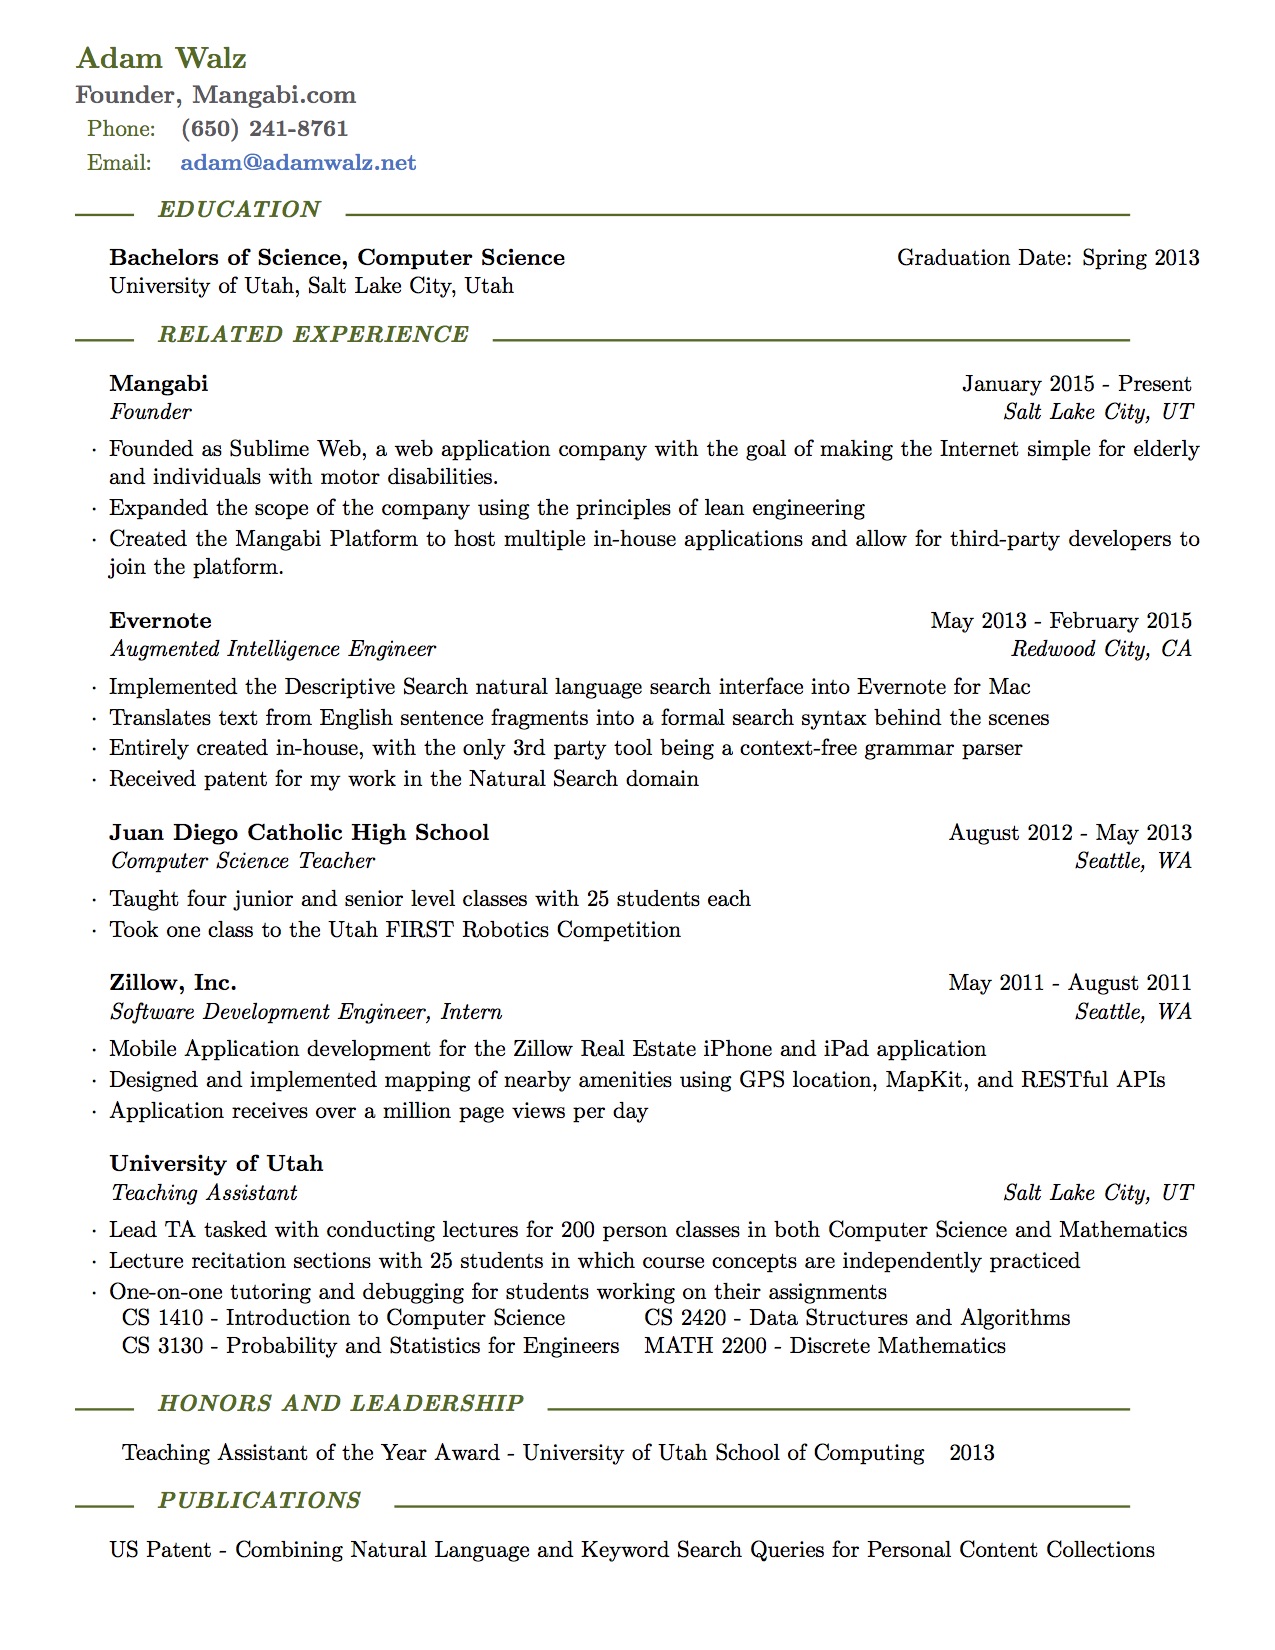 Adam Walz
Founder, Mangabi.com
Phone: (650) 241-8761
Email: adam@adamwalz.net
EDUCATION
Bachelors of Science, Computer Science Graduation Date: Spring 2013
University of Utah, Salt Lake City, Utah
RELATED EXPERIENCE
Mangabi January 2015 - Present
Founder Salt Lake City, UT
· Founded as Sublime Web, a web application company with the goal of making the Internet simple for elderly
and individuals with motor disabilities.
· Expanded the scope of the company using the principles of lean engineering
· Created the Mangabi Platform to host multiple in-house applications and allow for third-party developers to
join the platform.
Evernote May 2013 - February 2015
Augmented Intelligence Engineer Redwood City, CA
· Implemented the Descriptive Search natural language search interface into Evernote for Mac
· Translates text from English sentence fragments into a formal search syntax behind the scenes
· Entirely created in-house, with the only 3rd party tool being a context-free grammar parser
· Received patent for my work in the Natural Search domain
Juan Diego Catholic High School August 2012 - May 2013
Computer Science Teacher Seattle, WA
· Taught four junior and senior level classes with 25 students each
· Took one class to the Utah FIRST Robotics Competition
Zillow, Inc. May 2011 - August 2011
Software Development Engineer, Intern Seattle, WA
· Mobile Application development for the Zillow Real Estate iPhone and iPad application
· Designed and implemented mapping of nearby amenities using GPS location, MapKit, and RESTful APIs
· Application receives over a million page views per day
University of Utah
Teaching Assistant Salt Lake City, UT
· Lead TA tasked with conducting lectures for 200 person classes in both Computer Science and Mathematics
· Lecture recitation sections with 25 students in which course concepts are independently practiced
· One-on-one tutoring and debugging for students working on their assignments
CS 1410 - Introduction to Computer Science CS 2420 - Data Structures and Algorithms
CS 3130 - Probability and Statistics for Engineers MATH 2200 - Discrete Mathematics
HONORS AND LEADERSHIP
Teaching Assistant of the Year Award - University of Utah School of Computing 2013
PUBLICATIONS
US Patent - Combining Natural Language and Keyword Search Queries for Personal Content Collections